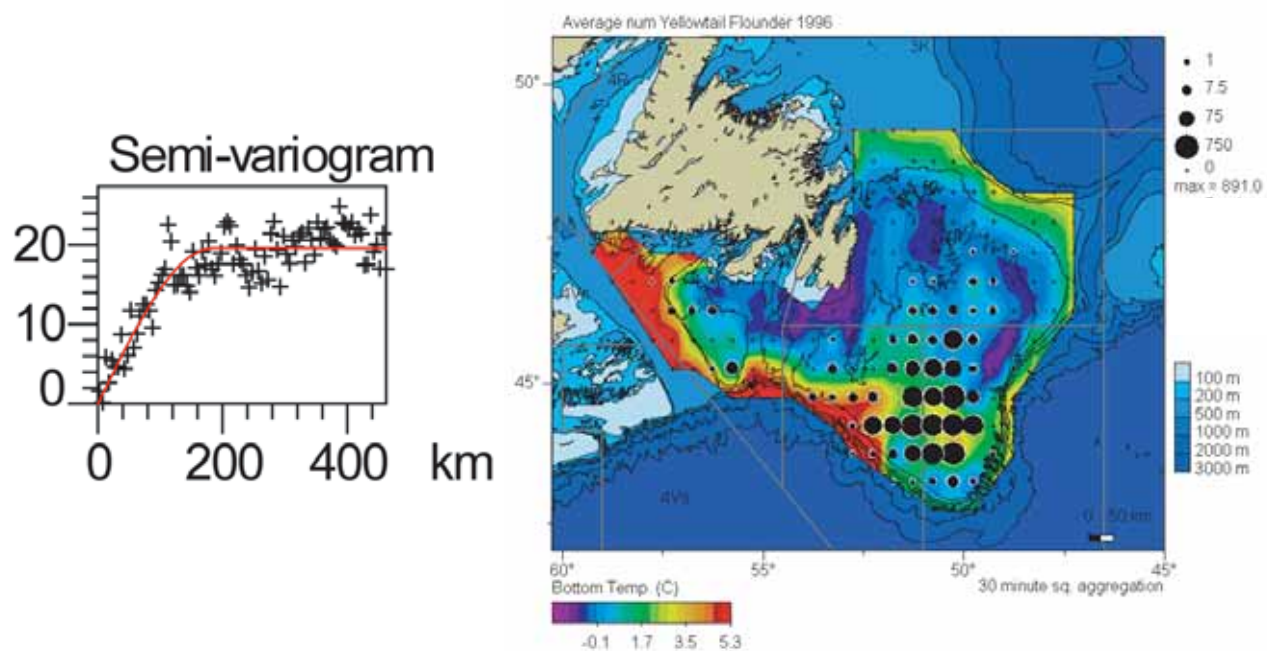 Semi-variogram
20
10
0
0 200 400 km
Average num Yellowtail Flounder 1996
3K
4R
50°
45°
4Vs
0 50 km
60° 55° 50° 45°
30 minute sq. aggregation
Bottom Temp. (C)
-0.1 1.7 3.5 5.3
1
7.5
75
750
0
max = 891.0
100 m
200 m
500 m
1000 m
2000 m
3000 m